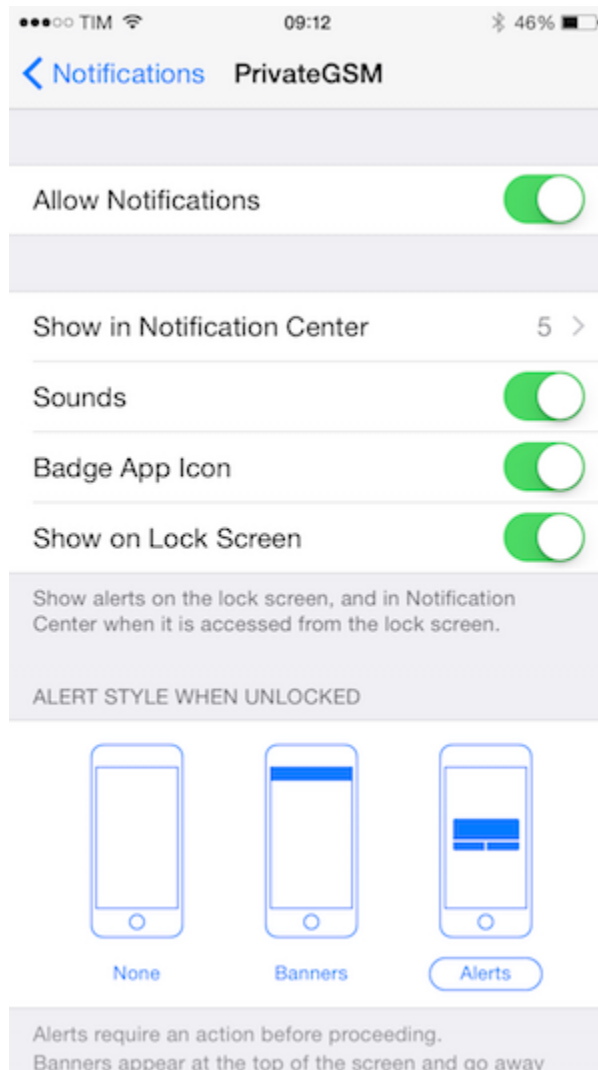 TIM 09:12 46%
Notifications PrivateGSM
Allow Notifications
Show in Notification Center 5
Sounds
Badge App Icon
Show on Lock Screen
Show alerts on the lock screen, and in Notification
Center when it is accessed from the lock screen.
ALERT STYLE WHEN UNLOCKED
None Banners Alerts
Alerts require an action before proceeding.
Banners appear at the top of the screen and go away